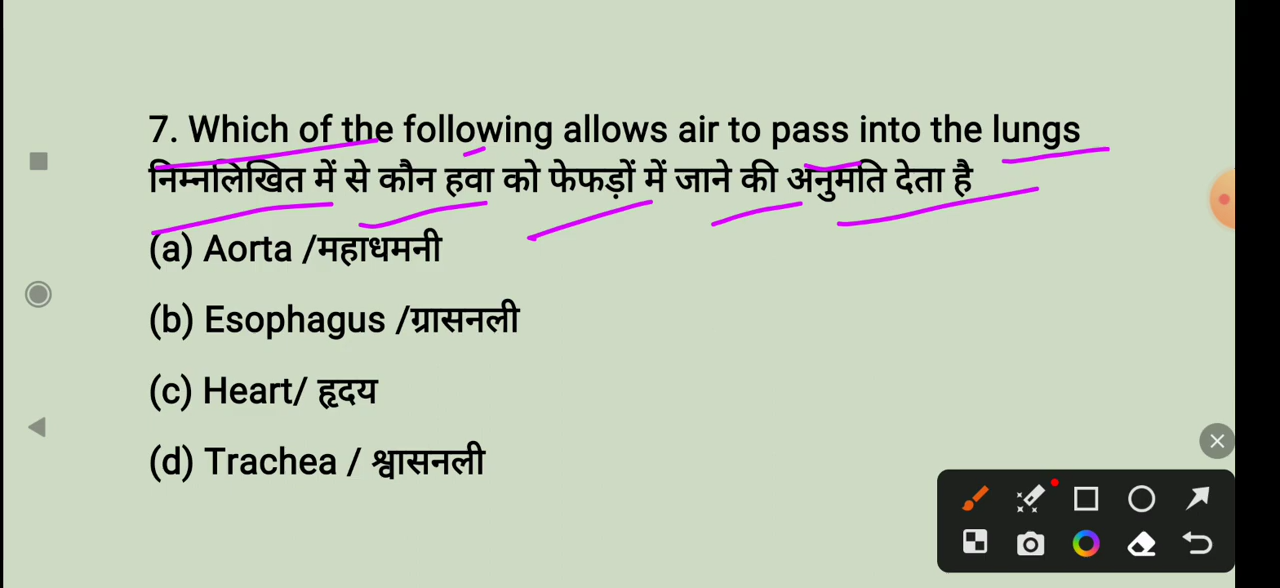 7. Which of the following allows air to pass into the lungs
निम्नलिखित में से कौन हवा को फेफड़ों में जाने की अनुमति देता है
(a) Aorta /महाधमनी
(b) Esophagus /ग्रासनली
(c) Heart/ हृदय
(d) Trachea / श्वासनली